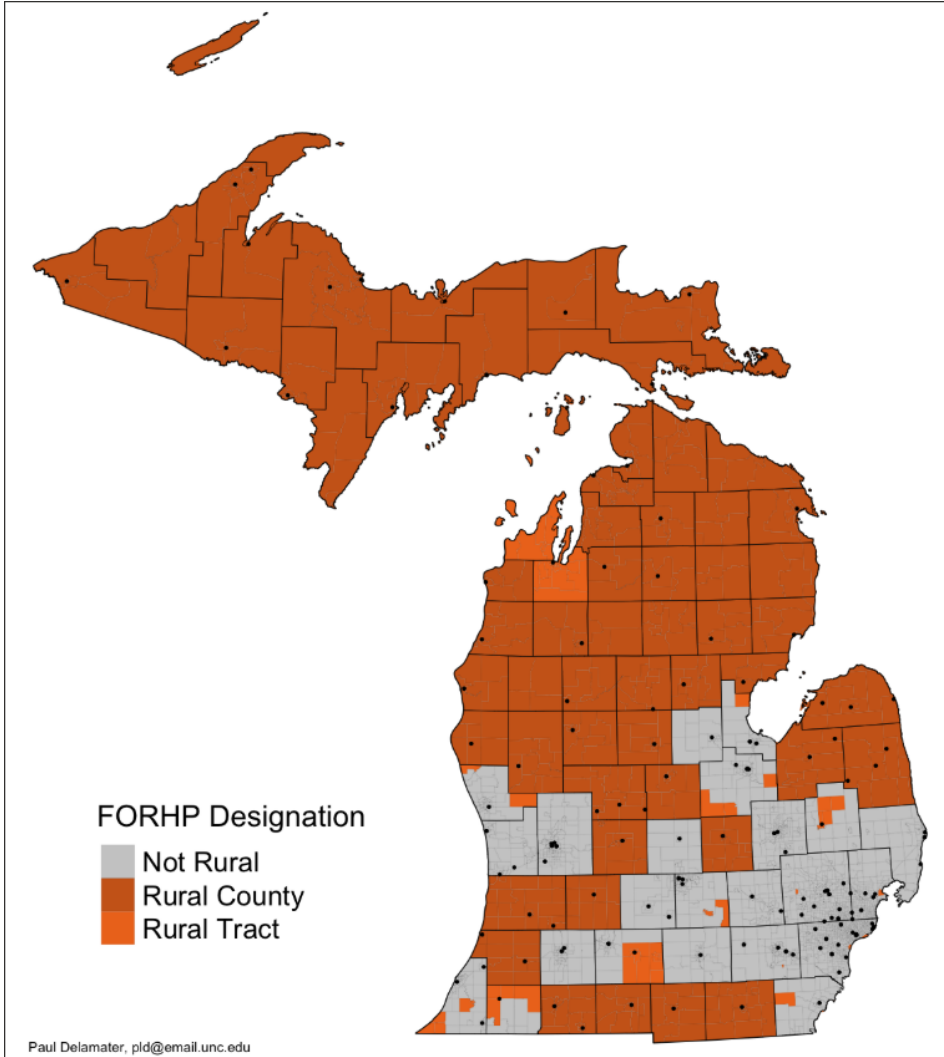 FORHP Designation
Not Rural
Rural County
Rural Tract
Paul Delamater, pld@email.unc.edu